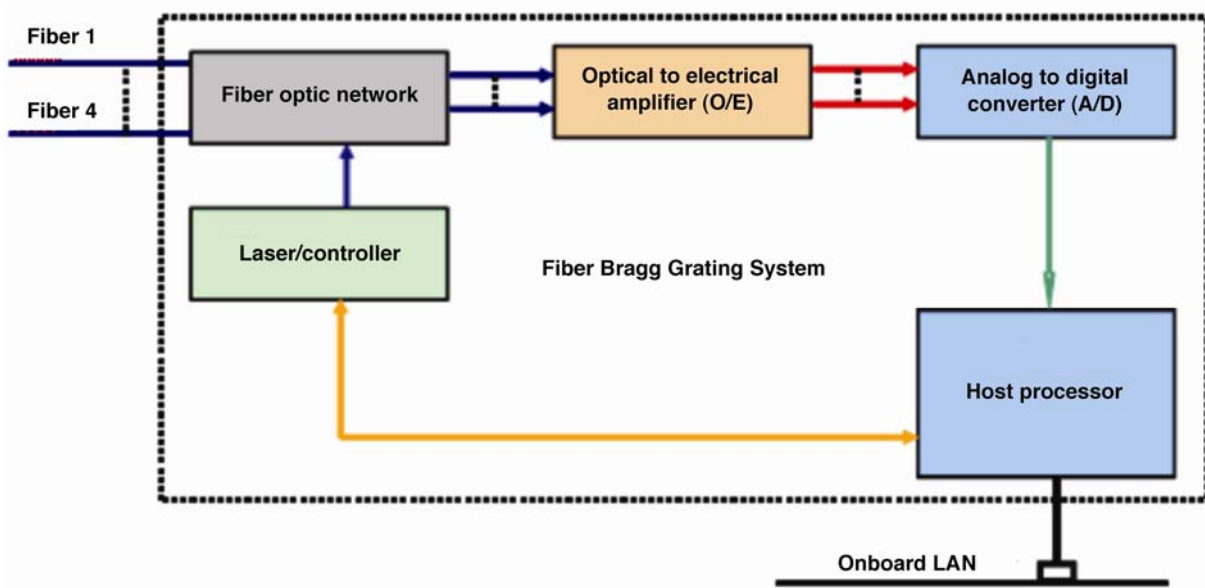 Fiber 1
Fiber 4
Fiber optic network
Optical to electrical
amplifier (O/E)
Analog to digital
converter (A/D)
Laser/controller
Fiber Bragg Grating System
Host processor
Onboard LAN